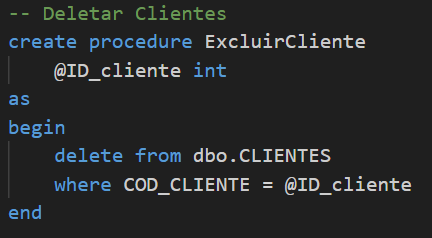 -- Deletar Clientes
create procedure ExcluirCliente
    @ID_cliente int
as
begin
    delete from dbo.CLIENTES
    where COD_CLIENTE = @ID_cliente
end